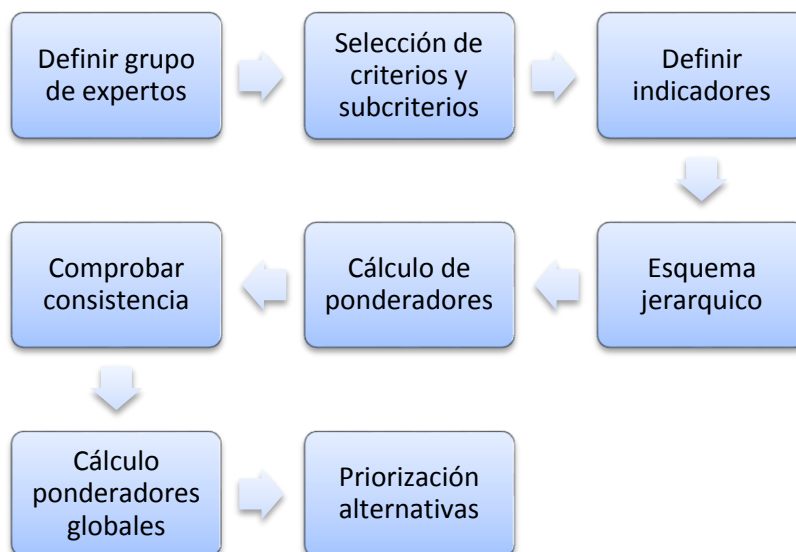 Definir grupo
de expertos
Selección de
criterios y
subcriterios
Definir
indicadores
Esquema
jerarquico
Cálculo de
ponderadores
Comprobar
consistencia
Cálculo
ponderadores
globales
Priorización
alternativas